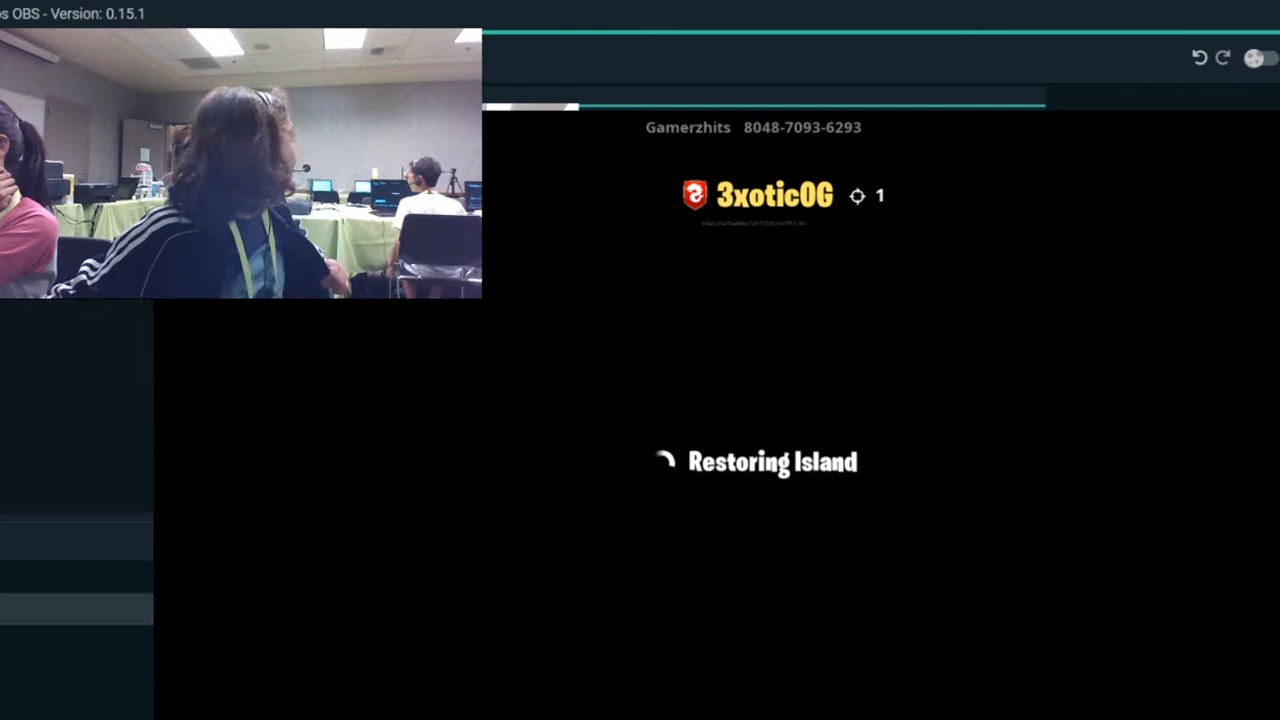 s OBS - Version: 0.15.1
Gamerzhits 8048-7093-6293
3xoticOG 1
Restoring Island